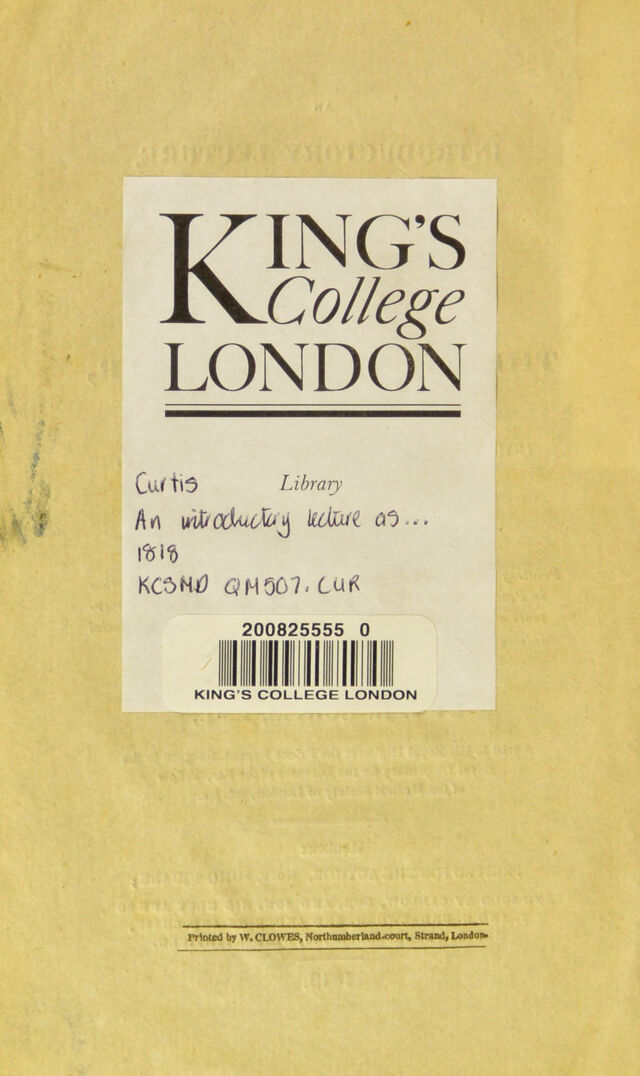 KING'S
College
LONDON
Curtis Library
An introductory lecture as...
1818
KCSMD QM507. CUR
200825555 0
KING'S COLLEGE LONDON
Printed by W. CLOWES, Northumberland-court, Strand, London.